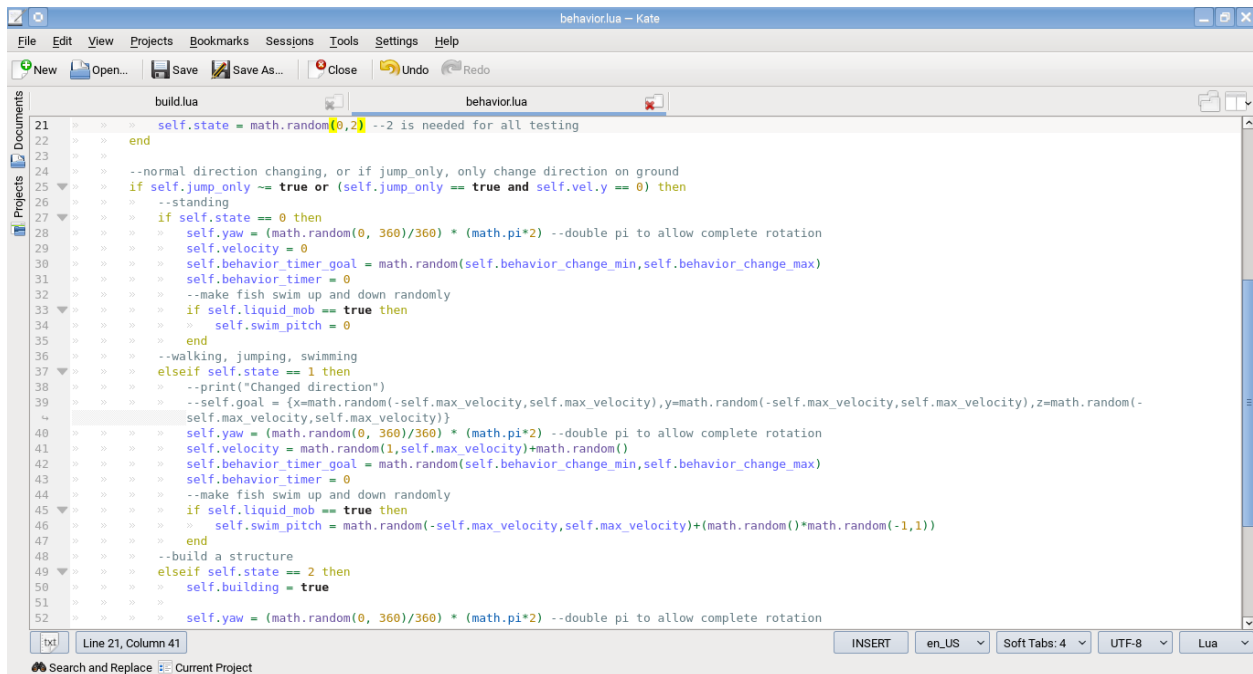 behavior.lua — Kate
File Edit View Projects Bookmarks Sessions Tools Settings Help
New Open... Save Save As... Close Undo Redo
Documents
Projects
build.lua behavior.lua
21 self.state = math.random(0,2) --2 is needed for all testing
22 end
23
24 --normal direction changing, or if jump_only, only change direction on ground
25 if self.jump_only ~= true or (self.jump_only == true and self.vel.y == 0) then
26 --standing
27 if self.state == 0 then
28 self.yaw = (math.random(0, 360)/360) * (math.pi*2) --double pi to allow complete rotation
29 self.velocity = 0
30 self.behavior_timer_goal = math.random(self.behavior_change_min,self.behavior_change_max)
31 self.behavior_timer = 0
32 --make fish swim up and down randomly
33 if self.liquid_mob == true then
34 self.swim_pitch = 0
35 end
36 --walking, jumping, swimming
37 elseif self.state == 1 then
38 --print("Changed direction")
39 --self.goal = {x=math.random(-self.max_velocity,self.max_velocity),y=math.random(-self.max_velocity,self.max_velocity),z=math.random(-
self.max_velocity,self.max_velocity)}
40 self.yaw = (math.random(0, 360)/360) * (math.pi*2) --double pi to allow complete rotation
41 self.velocity = math.random(1,self.max_velocity)+math.random()
42 self.behavior_timer_goal = math.random(self.behavior_change_min,self.behavior_change_max)
43 self.behavior_timer = 0
44 --make fish swim up and down randomly
45 if self.liquid_mob == true then
46 self.swim_pitch = math.random(-self.max_velocity,self.max_velocity)+(math.random()*math.random(-1,1))
47 end
48 --build a structure
49 elseif self.state == 2 then
50 self.building = true
51
52 self.yaw = (math.random(0, 360)/360) * (math.pi*2) --double pi to allow complete rotation
txt Line 21, Column 41 INSERT en_US Soft Tabs: 4 UTF-8 Lua
Search and Replace Current Project